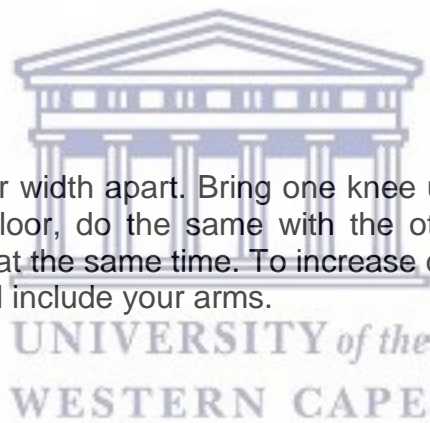 r width apart. Bring one knee u
loor, do the same with the ot
at the same time. To increase
l include your arms.
UNIVERSITY of the
WESTERN CAPE